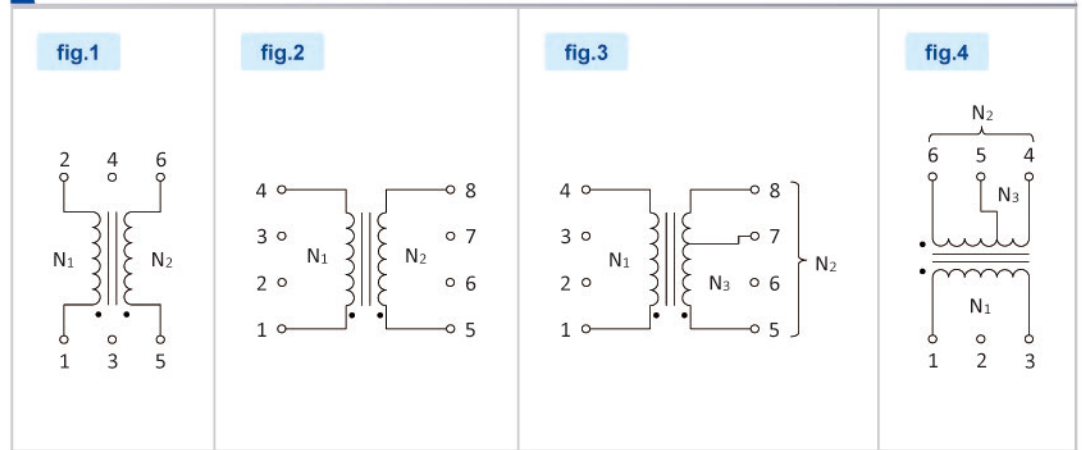 fig.1
2 4 6
N1 N2
1 3 5
fig.2
4 8
3 7
N1 N2
2 6
1 5
fig.3
4 8
3 7
N1 N2
2 N3 6
1 5
fig.4
N2
6 5 4
N3
N1
1 2 3